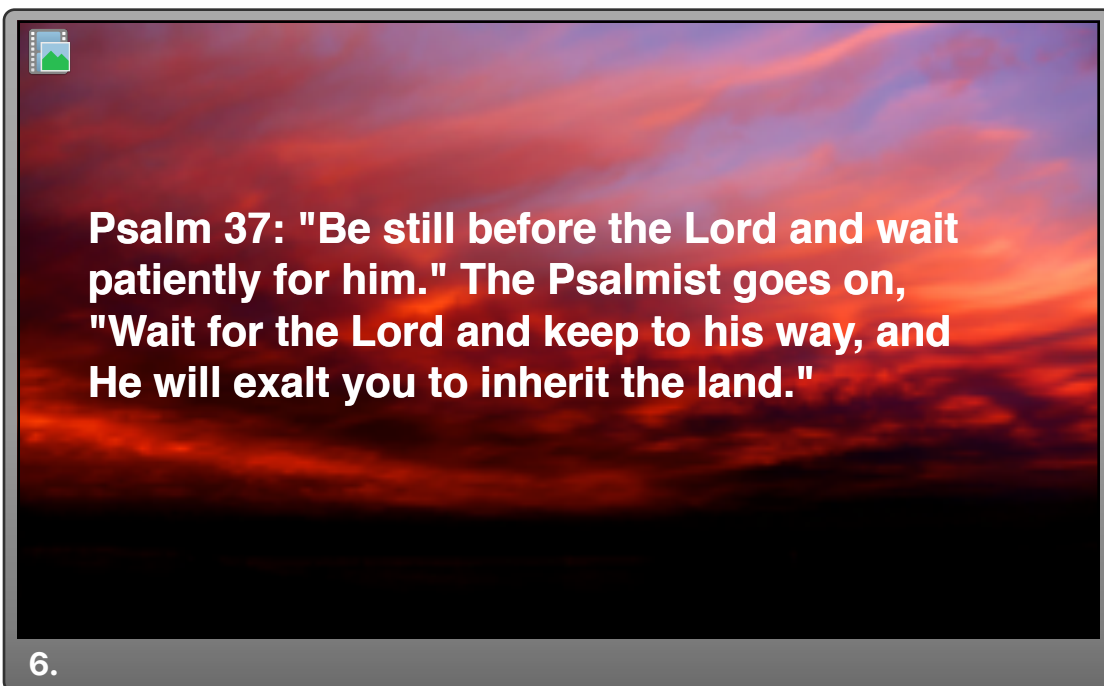 Psalm 37: "Be still before the Lord and wait
patiently for him." The Psalmist goes on,
"Wait for the Lord and keep to his way, and
He will exalt you to inherit the land."
6.